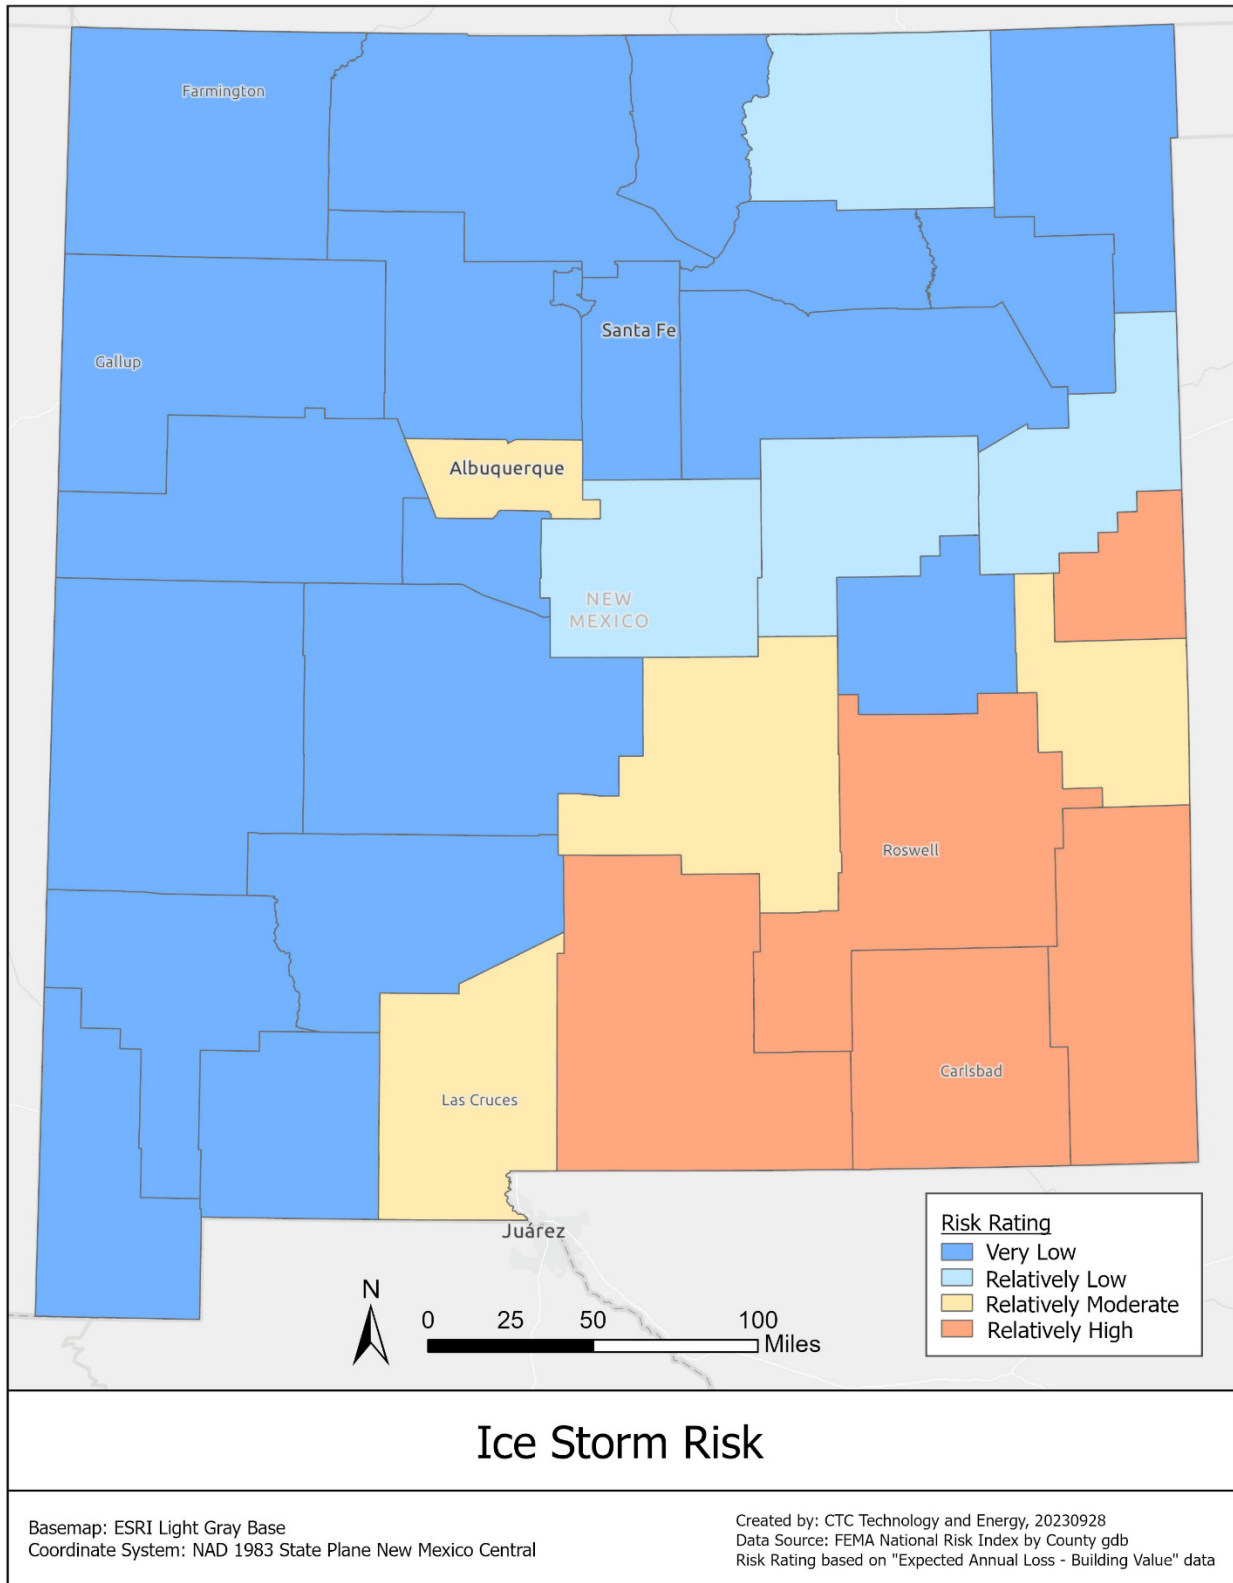 Farmington
Santa Fe
Gallup
Albuquerque
NEW
MEXICO
Roswell
Carlsbad
Las Cruces
Juárez
N
0 25 50 100
Miles
Risk Rating
Very Low
Relatively Low
Relatively Moderate
Relatively High
Ice Storm Risk
Basemap: ESRI Light Gray Base
Coordinate System: NAD 1983 State Plane New Mexico Central
Created by: CTC Technology and Energy, 20230928
Data Source: FEMA National Risk Index by County gdb
Risk Rating based on "Expected Annual Loss - Building Value" data